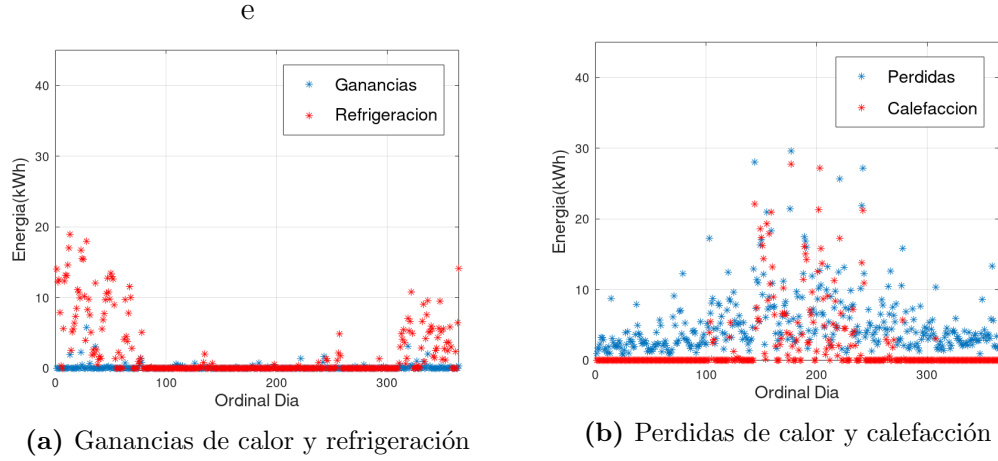 e
Ganancias
Refrigeracion
Energia(kWh)
40
30
20
10
0
0 100 200 300
Ordinal Dia
(a) Ganancias de calor y refrigeración
Perdidas
Calefaccion
Energia(kWh)
40
30
20
10
0
0 100 200 300
Ordinal Dia
(b) Perdidas de calor y calefacción